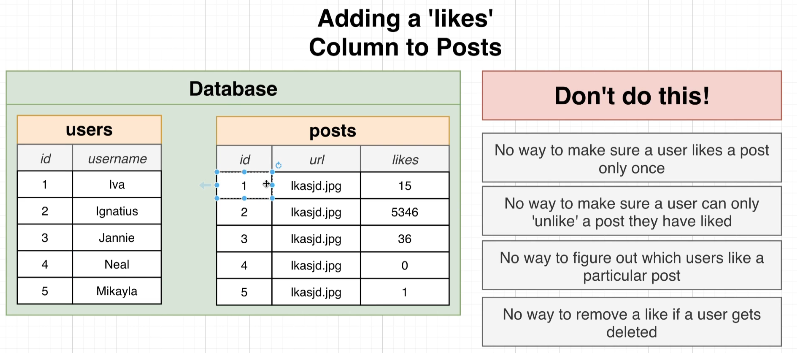 Adding a 'likes'
Column to Posts
Database
users
id username
1 Iva
2 Ignatius
3 Jannie
4 Neal
5 Mikayla
posts
id url likes
1 lkasjd.jpg 15
2 lkasjd.jpg 5346
3 lkasjd.jpg 36
4 lkasjd.jpg 0
5 lkasjd.jpg 1
Don't do this!
No way to make sure a user likes a post
only once
No way to make sure a user can only
'unlike' a post they have liked
No way to figure out which users like a
particular post
No way to remove a like if a user gets
deleted